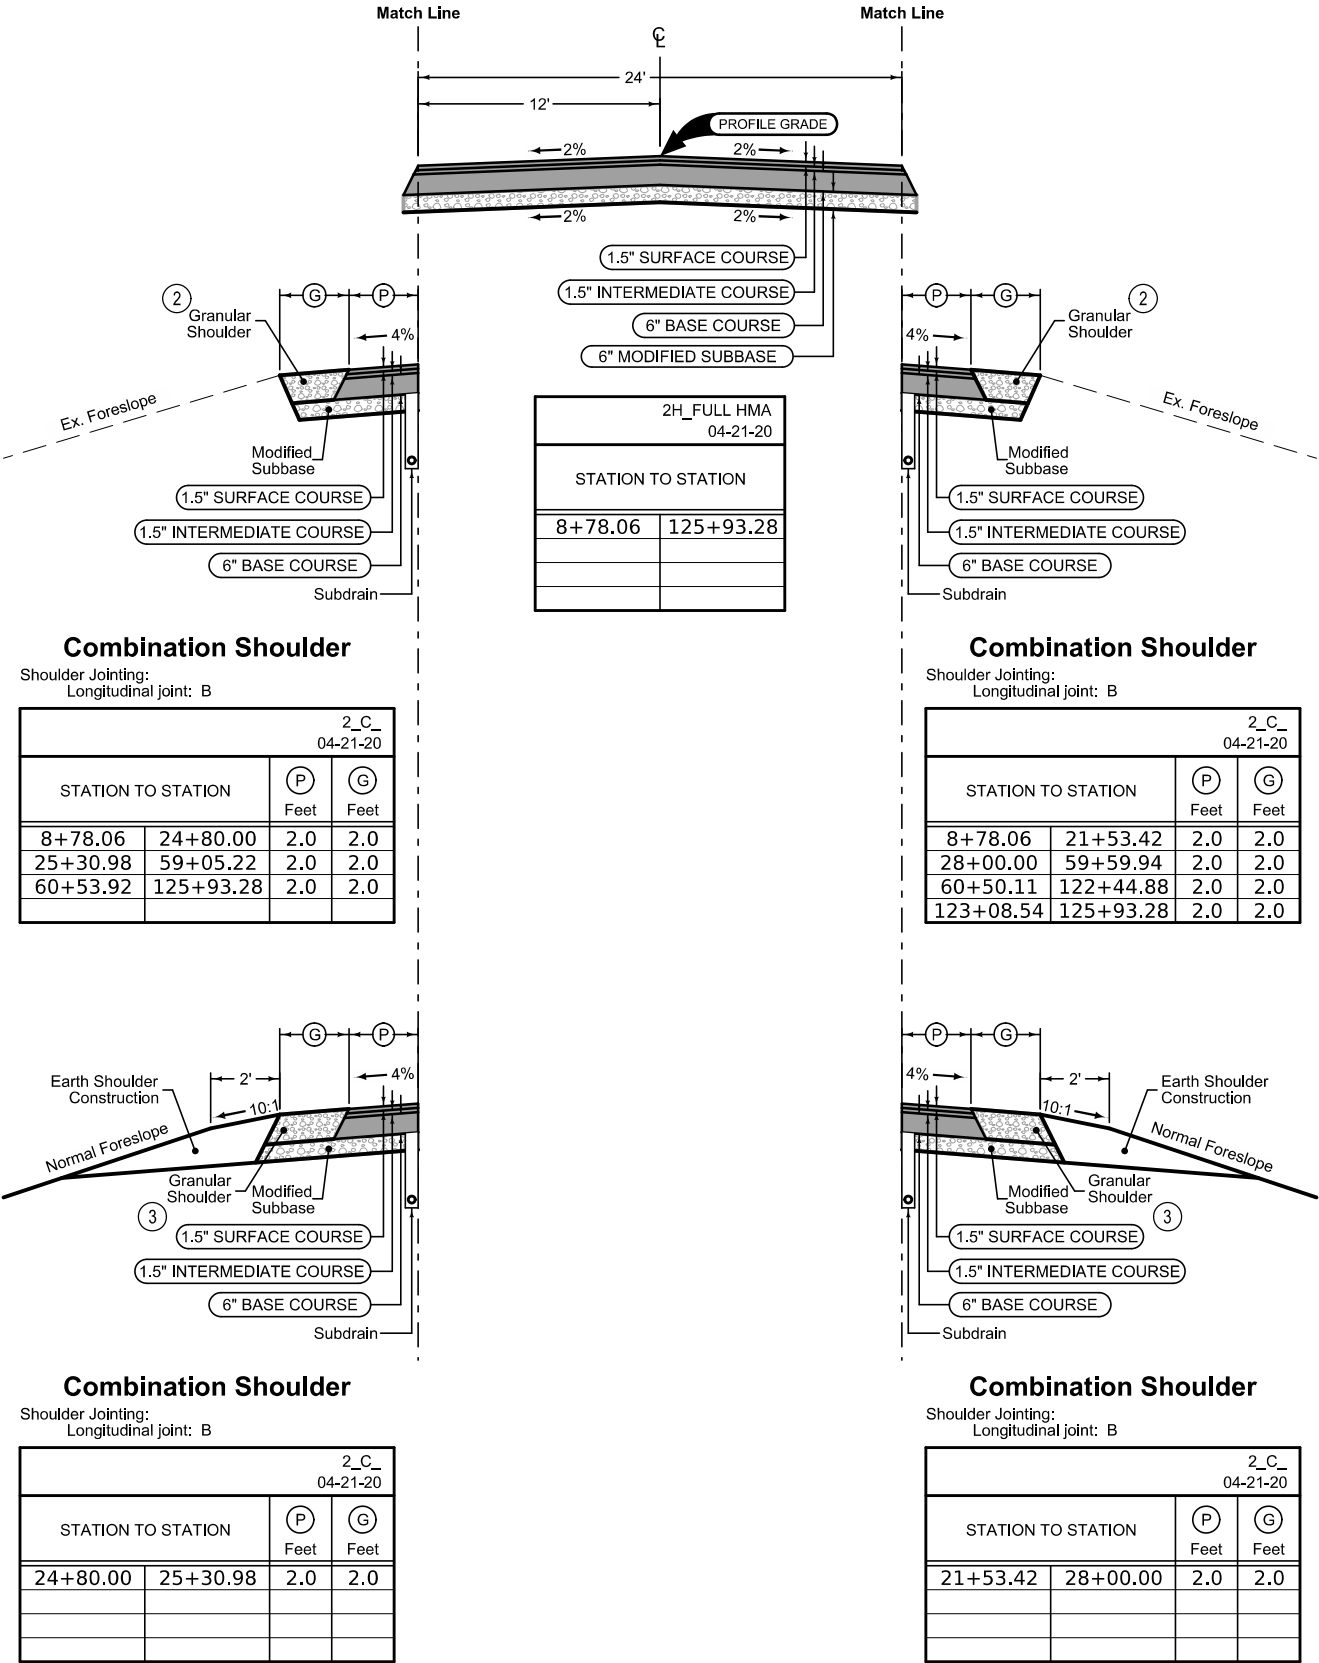 Match Line
Match Line
℄
24'
12'
PROFILE GRADE
2%
2%
2%
2%
1.5" SURFACE COURSE
1.5" INTERMEDIATE COURSE
6" BASE COURSE
6" MODIFIED SUBBASE
2
Granular
Shoulder
G
P
4%
Ex. Foreslope
Modified
Subbase
1.5" SURFACE COURSE
1.5" INTERMEDIATE COURSE
6" BASE COURSE
Subdrain
P
G
2
Granular
Shoulder
4%
Ex. Foreslope
Modified
Subbase
1.5" SURFACE COURSE
1.5" INTERMEDIATE COURSE
6" BASE COURSE
Subdrain
2H_FULL HMA
04-21-20
STATION TO STATION
8+78.06 125+93.28
Combination Shoulder
Shoulder Jointing:
Longitudinal joint: B
2_C_
04-21-20
STATION TO STATION P Feet G Feet
8+78.06 24+80.00 2.0 2.0
25+30.98 59+05.22 2.0 2.0
60+53.92 125+93.28 2.0 2.0
Combination Shoulder
Shoulder Jointing:
Longitudinal joint: B
2_C_
04-21-20
STATION TO STATION P Feet G Feet
8+78.06 21+53.42 2.0 2.0
28+00.00 59+59.94 2.0 2.0
60+50.11 122+44.88 2.0 2.0
123+08.54 125+93.28 2.0 2.0
G
P
2'
4%
Earth Shoulder
Construction
10:1
Normal Foreslope
Granular
Shoulder
3
Modified
Subbase
1.5" SURFACE COURSE
1.5" INTERMEDIATE COURSE
6" BASE COURSE
Subdrain
P
G
4%
2'
Earth Shoulder
Construction
10:1
Normal Foreslope
Granular
Shoulder
3
Modified
Subbase
1.5" SURFACE COURSE
1.5" INTERMEDIATE COURSE
6" BASE COURSE
Subdrain
Combination Shoulder
Shoulder Jointing:
Longitudinal joint: B
2_C_
04-21-20
STATION TO STATION P Feet G Feet
24+80.00 25+30.98 2.0 2.0
Combination Shoulder
Shoulder Jointing:
Longitudinal joint: B
2_C_
04-21-20
STATION TO STATION P Feet G Feet
21+53.42 28+00.00 2.0 2.0